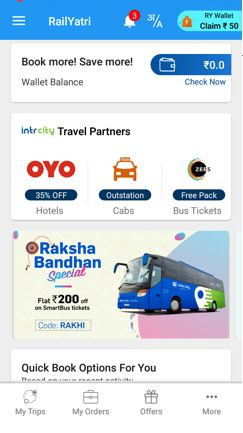 RailYatri
3
अ/A
RY Wallet
Claim ₹ 50
Book more! Save more!
₹0.0
Wallet Balance
Check Now
intrcity Travel Partners
OYO
ZEE5
35% OFF
Outstation
Free Pack
Hotels
Cabs
Bus Tickets
Raksha
Bandhan
Special
Flat ₹200 off
on SmartBus tickets
Code: RAKHI
Quick Book Options For You
Based on your recent activity
My Trips
My Orders
Offers
More